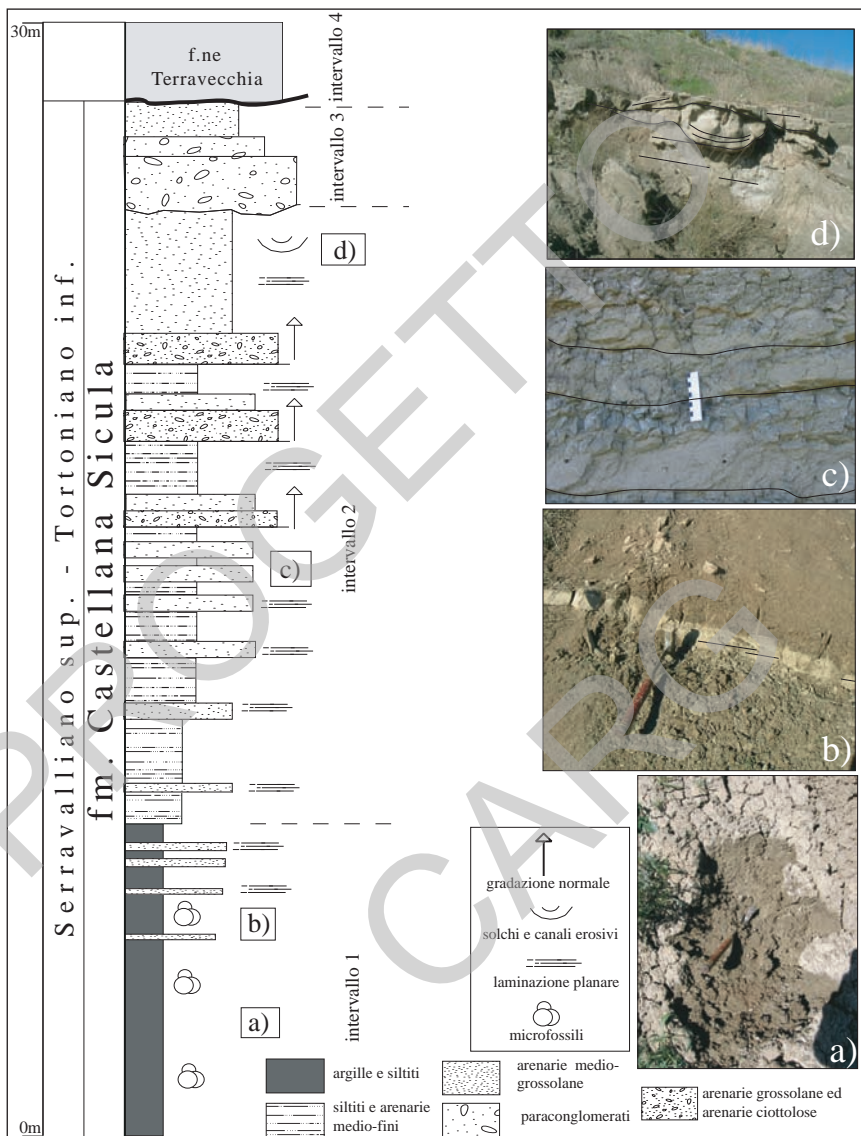 30m
f.ne
Terravecchia
intervallo 4
intervallo 3
d)
intervallo 2
c)
b)
intervallo 1
a)
0m
Serravalliano sup. - Tortoniano inf.
fm. Castellana Sicula
d)
c)
b)
a)
gradazione normale
solchi e canali erosivi
laminazione planare
microfossili
argille e siltiti
siltiti e arenarie
medio-fini
arenarie medio-
grossolane
paraconglomerati
arenarie grossolane ed
arenarie ciottolose
PROGETTO
CARG